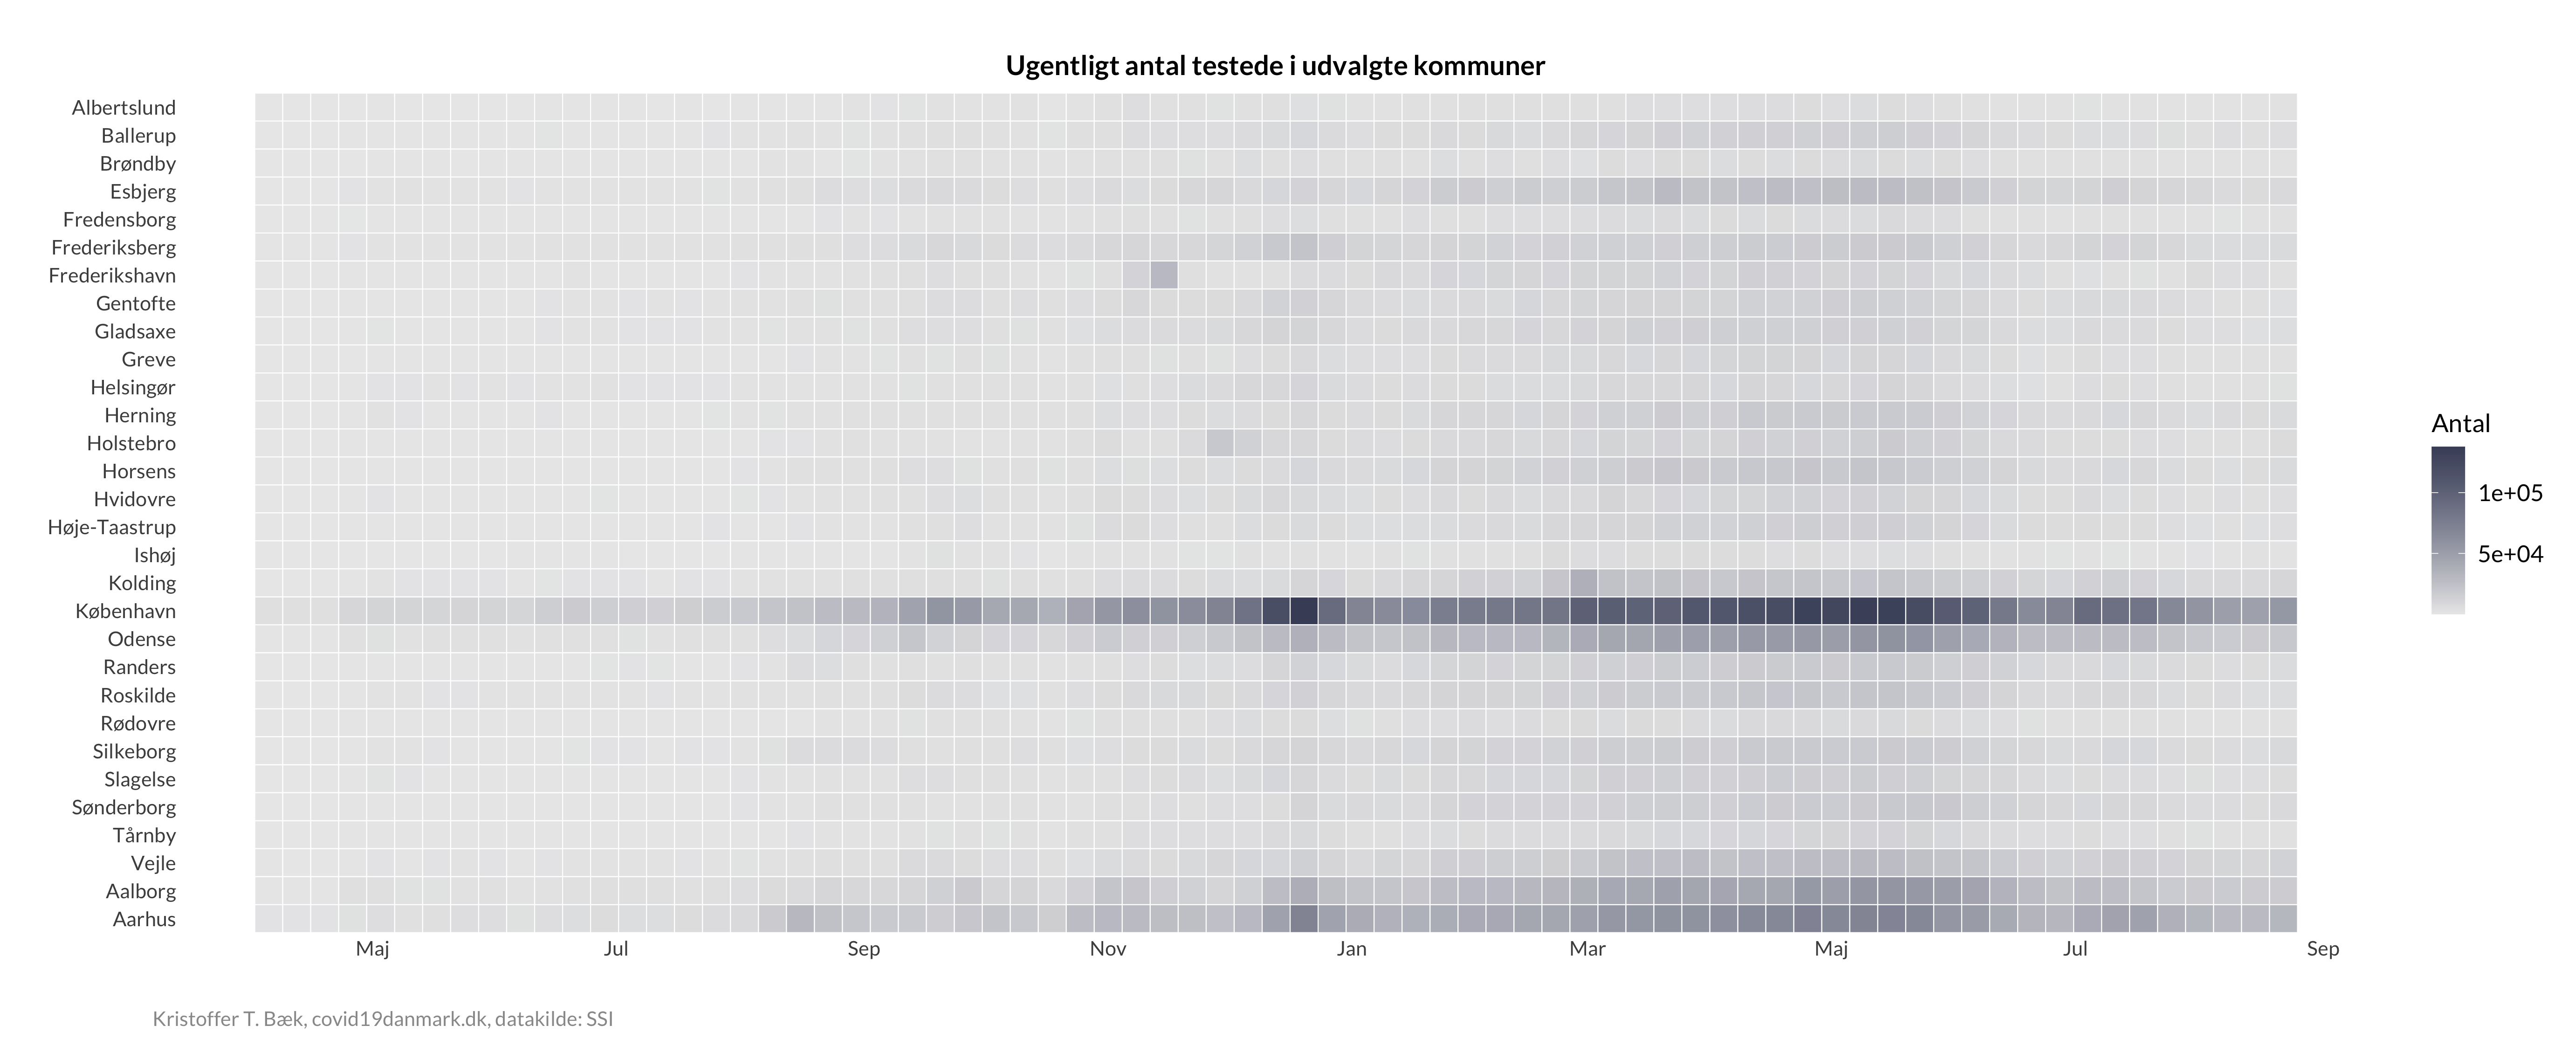 Ugentligt antal testede i udvalgte kommuner
Albertslund
Ballerup
Brøndby
Esbjerg
Fredensborg
Frederiksberg
Frederikshavn
Gentofte
Gladsaxe
Greve
Helsingør
Herning
Holstebro
Horsens
Hvidovre
Høje-Taastrup
Ishøj
Kolding
København
Odense
Randers
Roskilde
Rødovre
Silkeborg
Slagelse
Sønderborg
Tårnby
Vejle
Aalborg
Aarhus
Maj Jul Sep Nov Jan Mar Maj Jul Sep
Antal
1e+05
5e+04
Kristoffer T. Bæk, covid19danmark.dk, datakilde: SSI